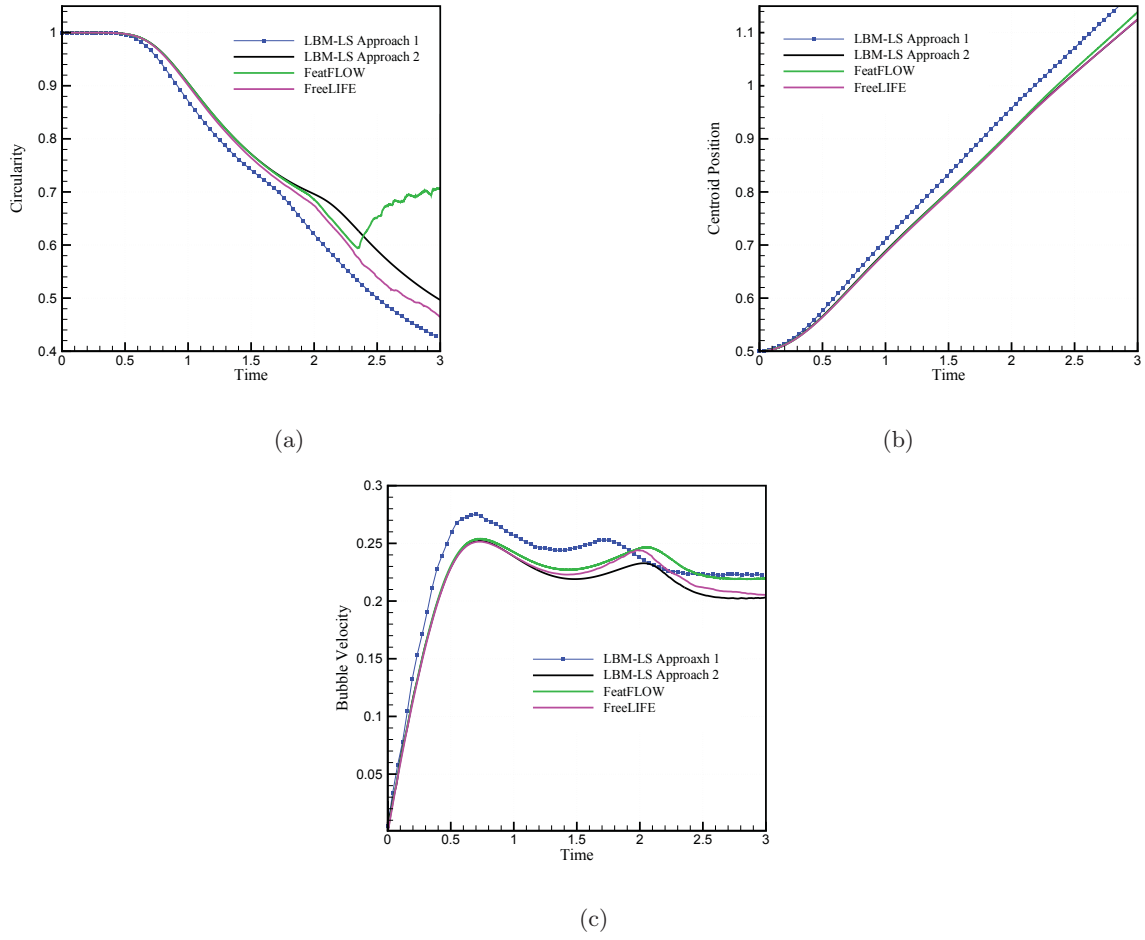 1
0.9
0.8
0.7
0.6
0.5
0.4
0
0.5
1
1.5
2
2.5
3
Circularity
Time
LBM-LS Approach 1
LBM-LS Approach 2
FeatFLOW
FreeLIFE
(a)
1.1
1
0.9
0.8
0.7
0.6
0.5
0
0.5
1
1.5
2
2.5
3
Centroid Position
Time
LBM-LS Approach 1
LBM-LS Approach 2
FeatFLOW
FreeLIFE
(b)
0.3
0.25
0.2
0.15
0.1
0.05
0
0.5
1
1.5
2
2.5
3
Bubble Velocity
Time
LBM-LS Approaxh 1
LBM-LS Approach 2
FeatFLOW
FreeLIFE
(c)